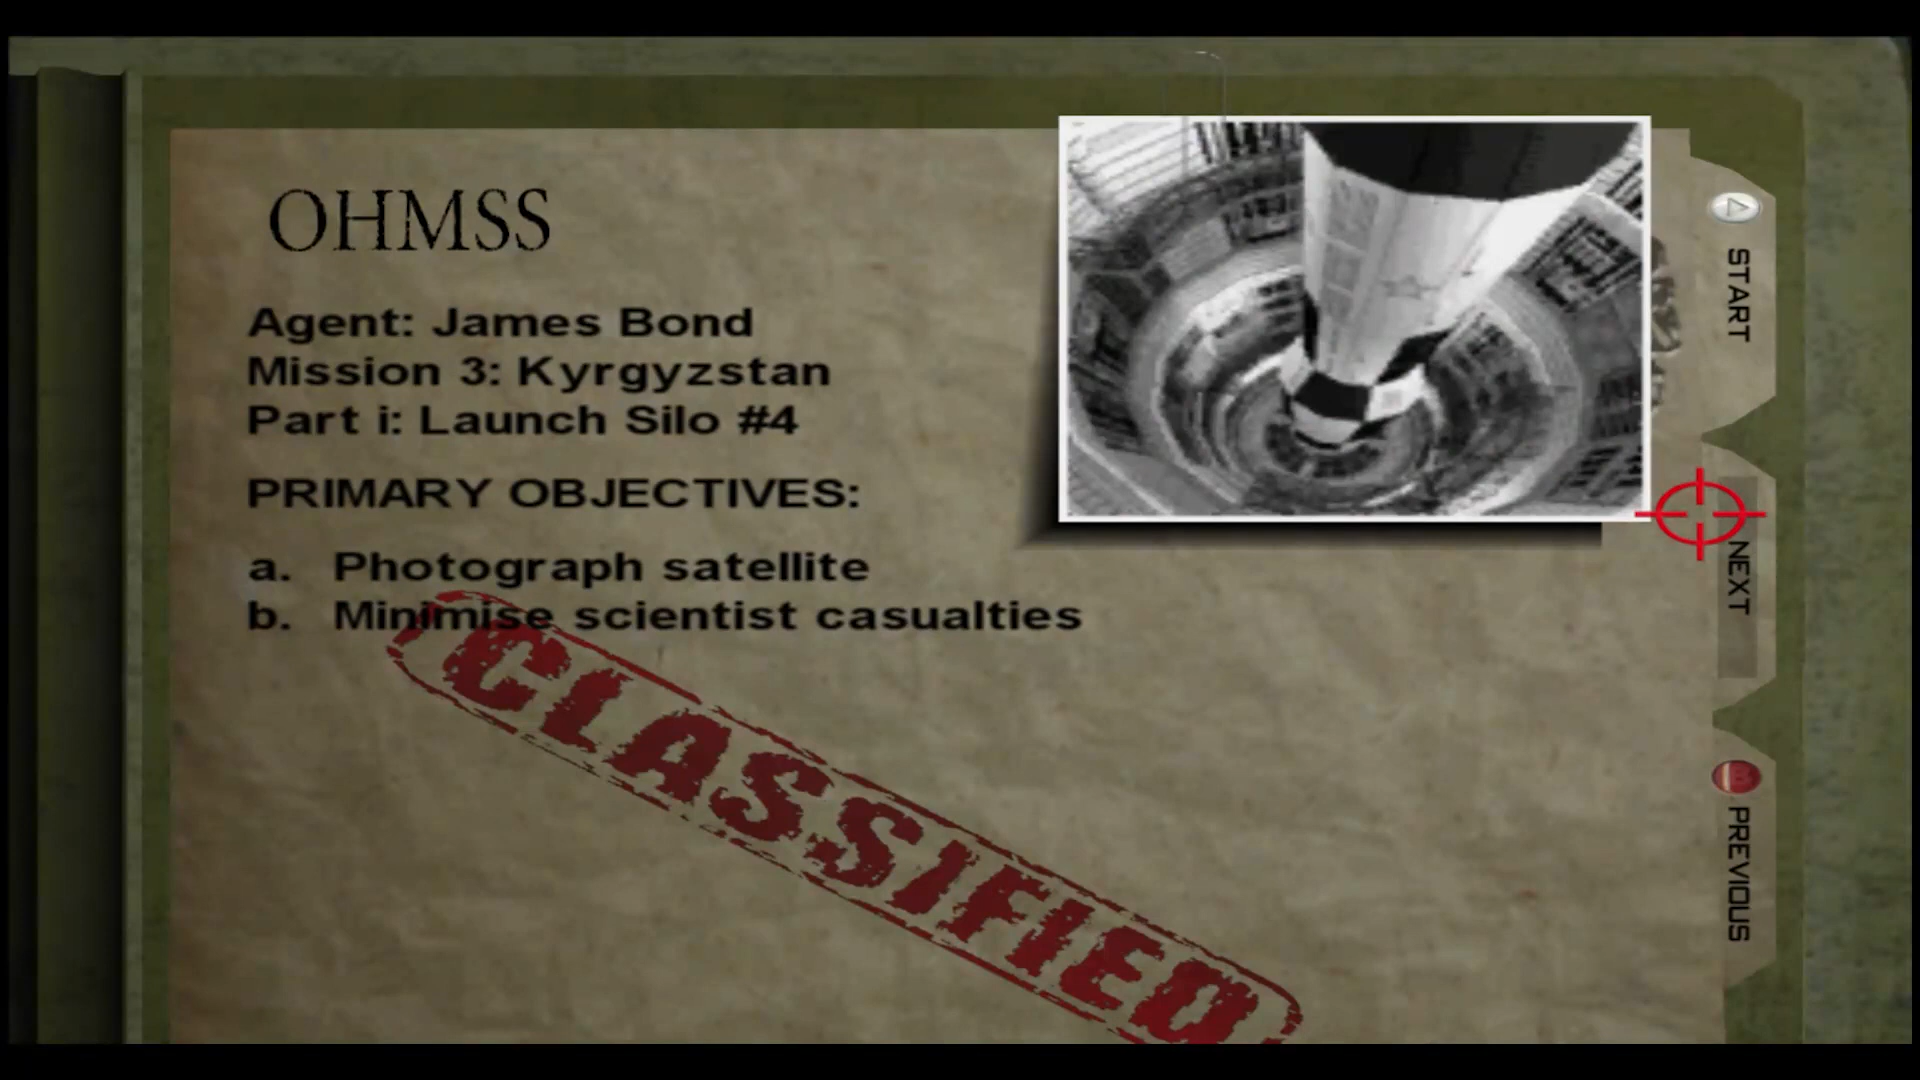 OHMSS
Agent: James Bond
Mission 3: Kyrgyzstan
Part i: Launch Silo #4
PRIMARY OBJECTIVES:
a. Photograph satellite
b. Minimise scientist casualties
CLASSIFIED
START
NEXT
B
PREVIOUS